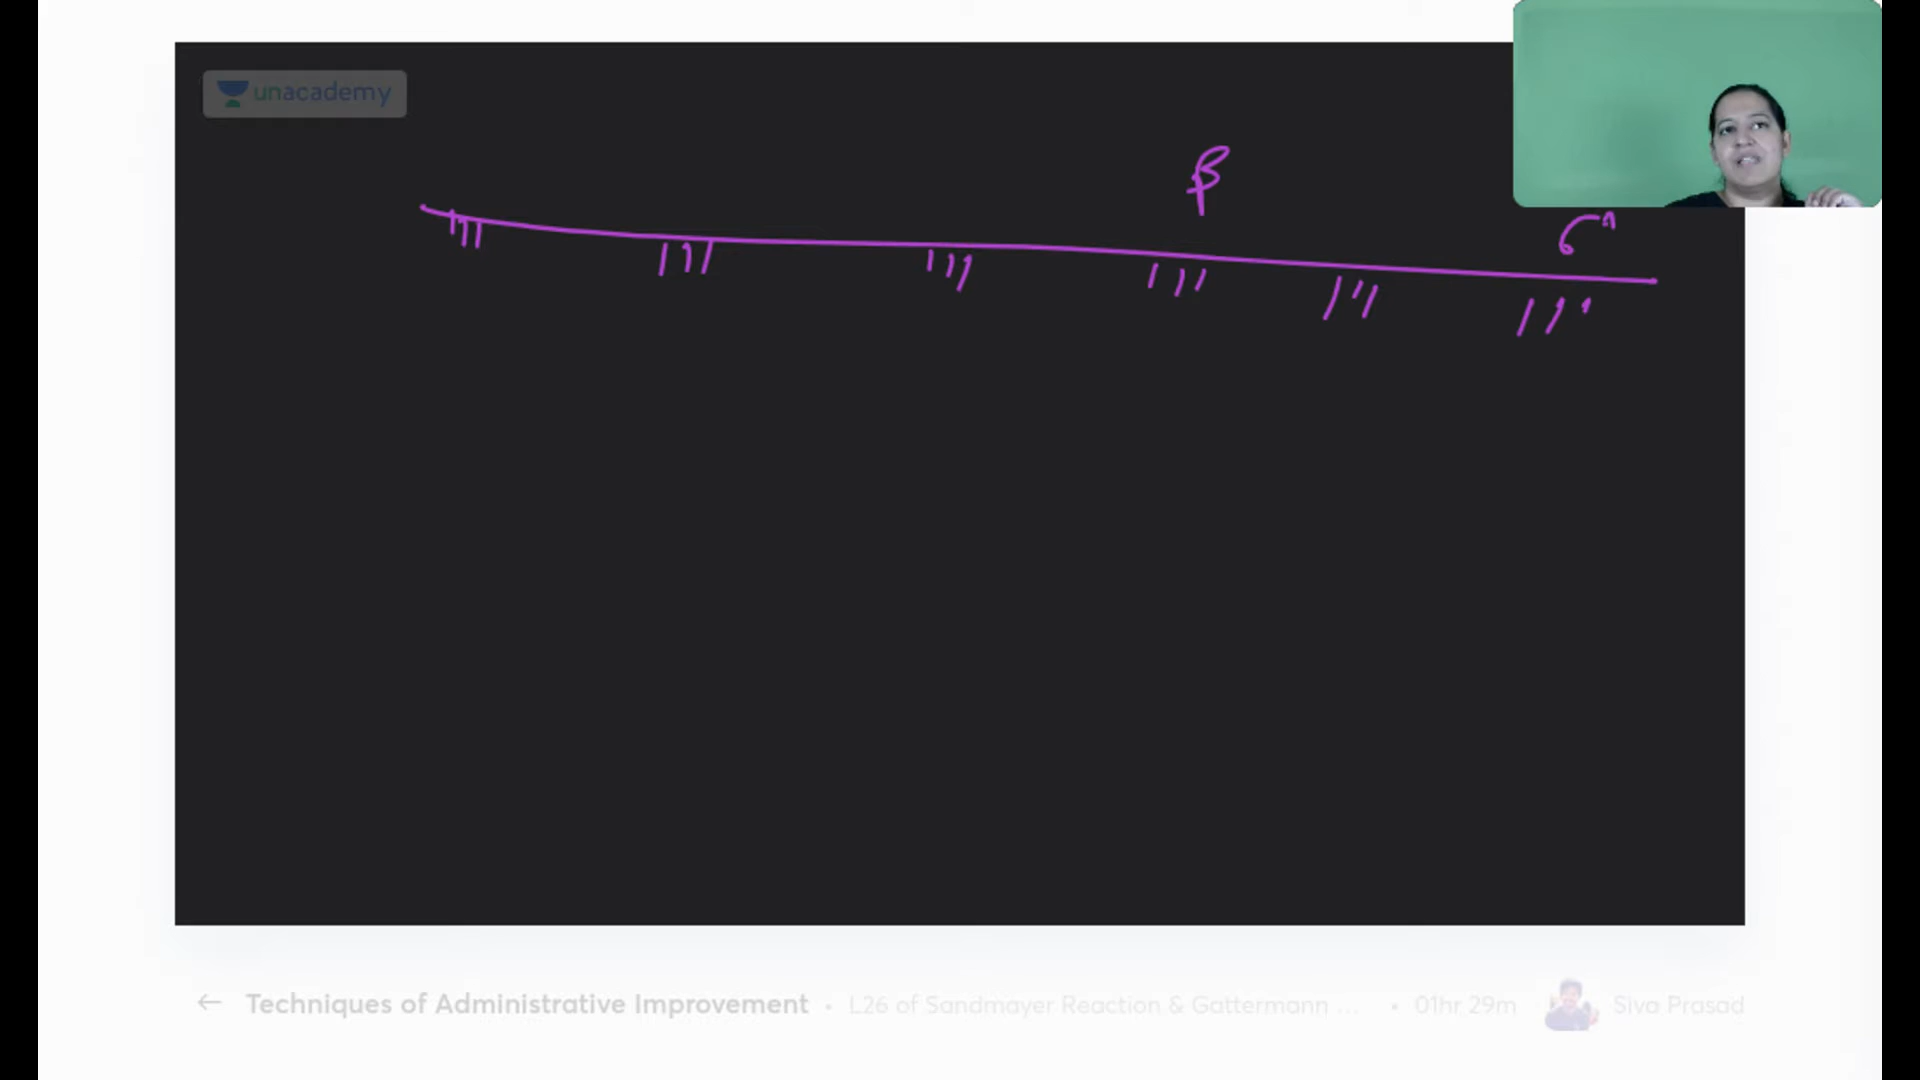 unacademy
β
Techniques of Administrative Improvement • L26 of Sandmayer Reaction & Gattermann ... • 01hr 29m Siva Prasad